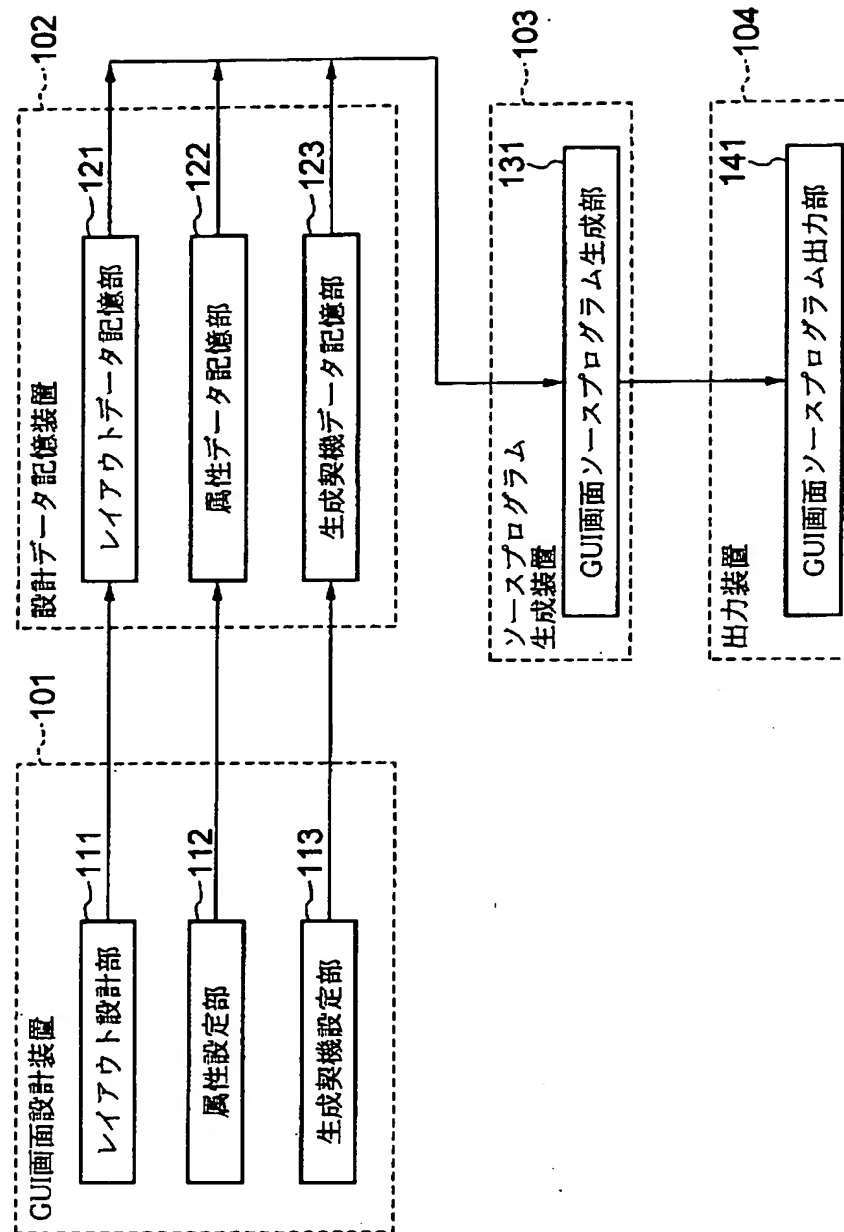 GUI画面設計装置
101
レイアウト設計部
111
属性設定部
112
生成契機設定部
113
設計データ記憶装置
102
レイアウトデータ記憶部
121
属性データ記憶部
122
生成契機データ記憶部
123
ソースプログラム
生成装置
103
GUI画面ソースプログラム生成部
131
出力装置
104
GUI画面ソースプログラム出力部
141